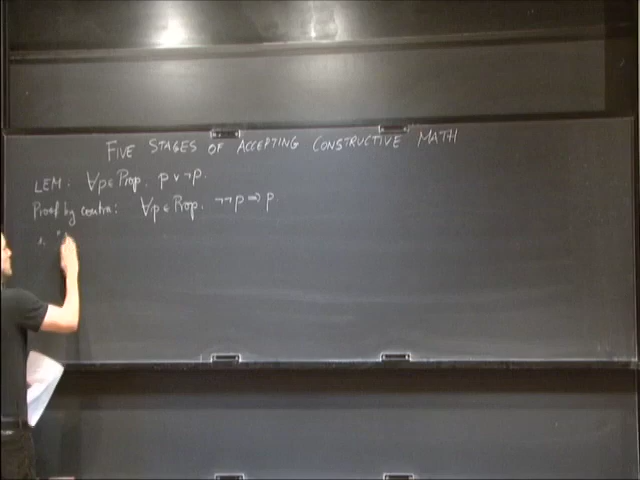 FIVE STAGES OF ACCEPTING CONSTRUCTIVE MATH
LEM: ∀p∈Prop. p ∨ ¬p.
Proof by contra: ∀p∈Prop. ¬¬p ⇒ p